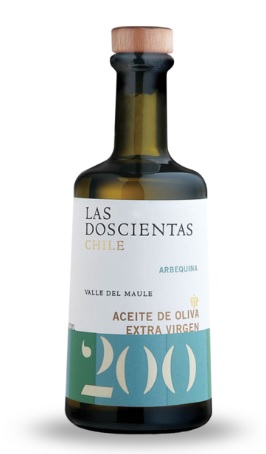 LAS
DOSCIENTAS
CHILE
ARBEQUINA
VALLE DEL MAULE
ACEITE DE OLIVA
EXTRA VIRGEN
200